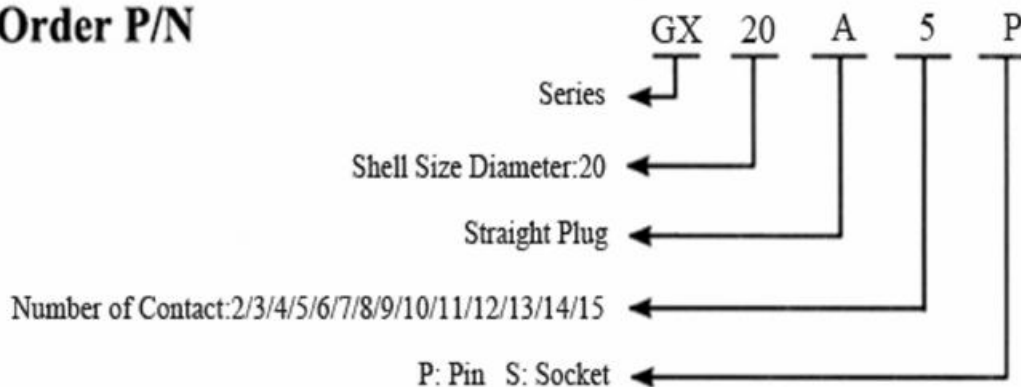 Order P/N
GX 20 A 5 P
Series
Shell Size Diameter:20
Straight Plug
Number of Contact:2/3/4/5/6/7/8/9/10/11/12/13/14/15
P: Pin S: Socket